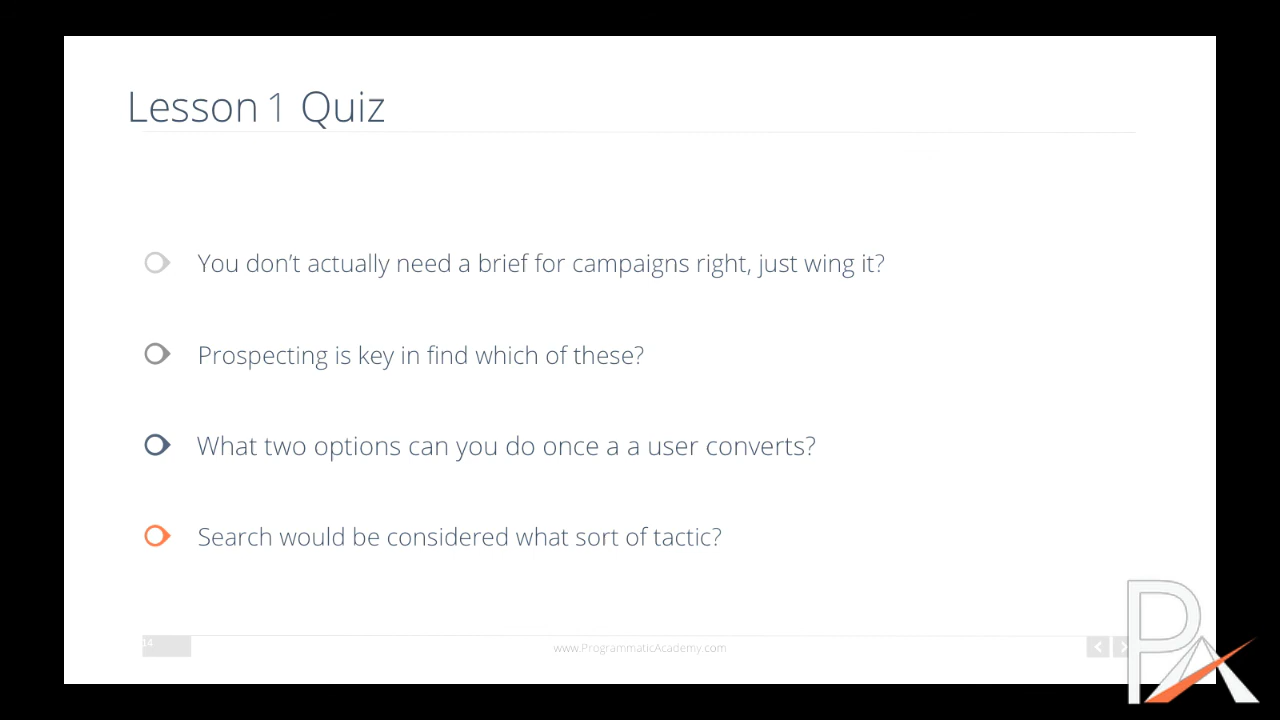 Lesson 1 Quiz
You don't actually need a brief for campaigns right, just wing it?
Prospecting is key in find which of these?
What two options can you do once a a user converts?
Search would be considered what sort of tactic?
14
www.ProgrammaticAcademy.com
PA